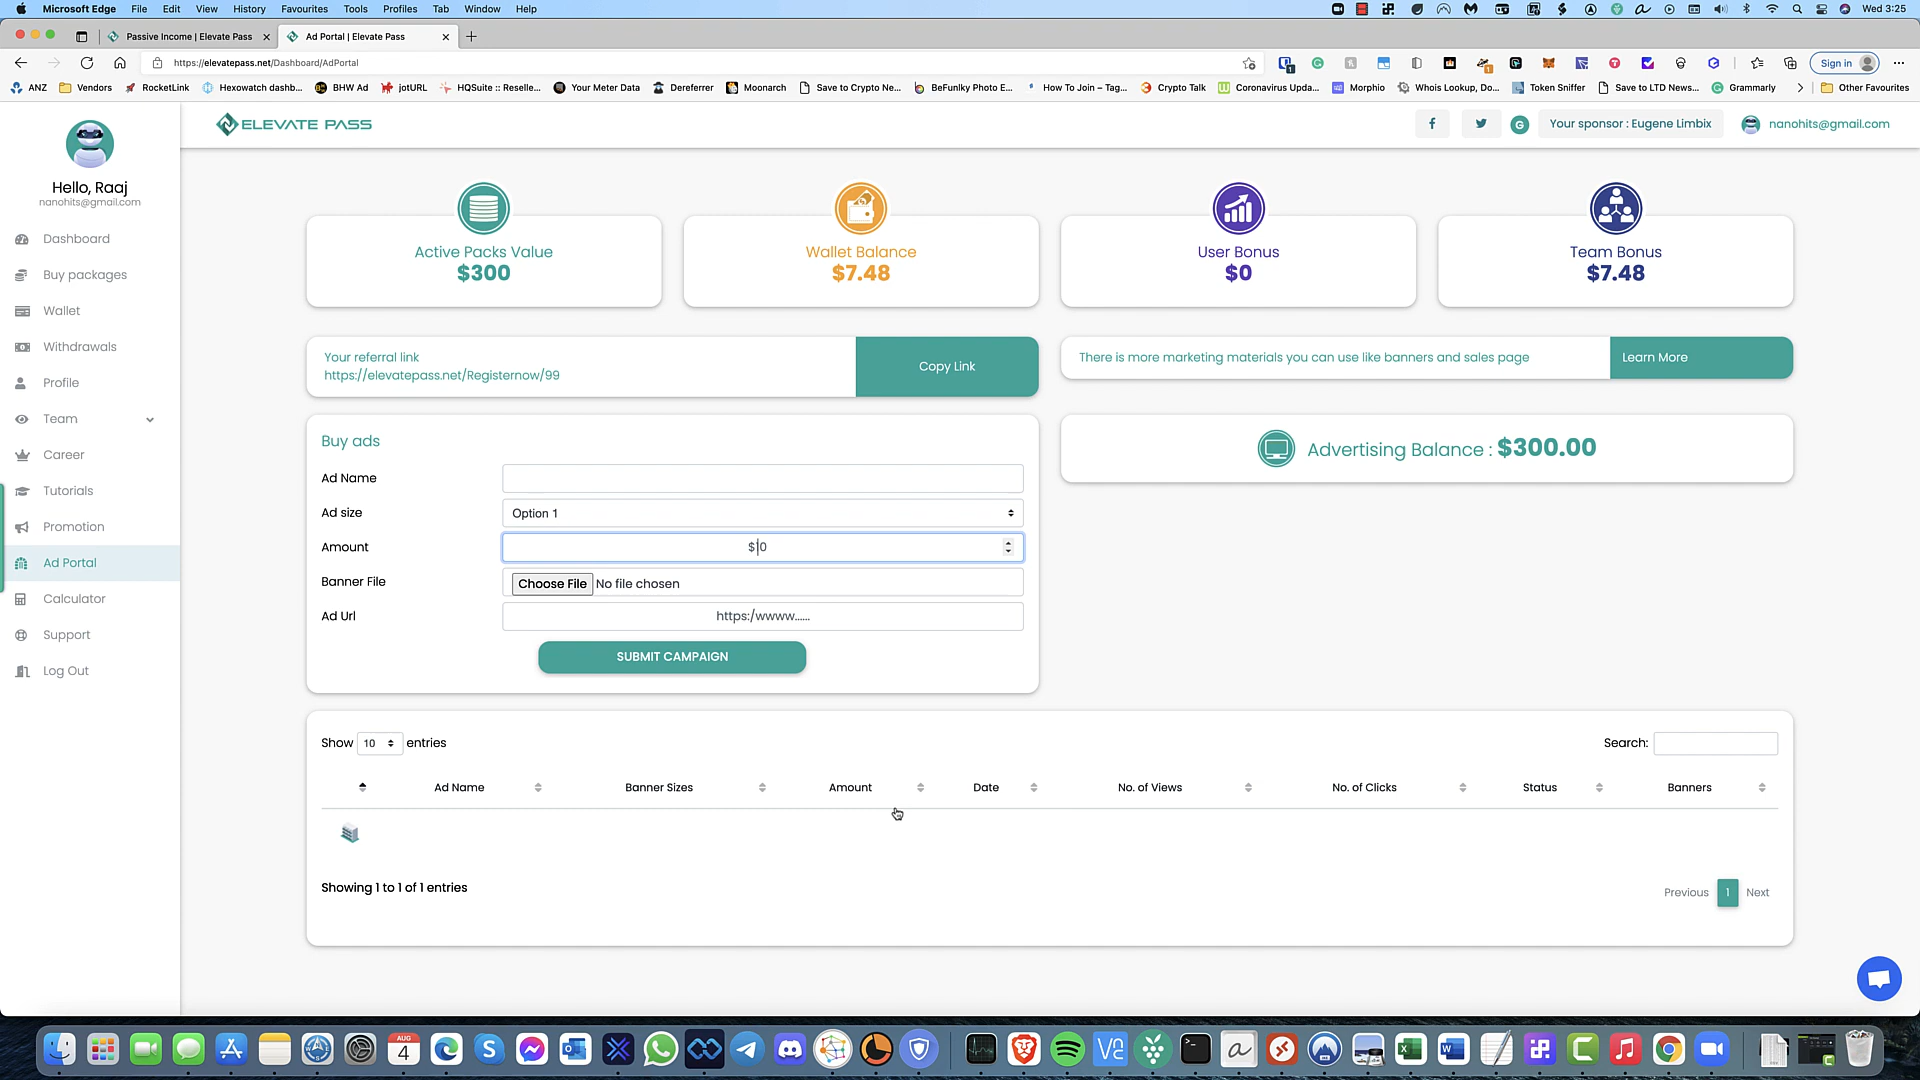 Microsoft Edge File Edit View History Favourites Tools Profiles Tab Window Help Wed 3:25
Passive Income | Elevate Pass
Ad Portal | Elevate Pass
https://elevatepass.net/Dashboard/AdPortal
Sign in
ANZ Vendors RocketLink Hexowatch dashb... BHW Ad jotURL HQSuite :: Reselle... Your Meter Data Dereferrer Moonarch Save to Crypto Ne... BeFunky Photo E... How To Join – Tag... Crypto Talk Coronavirus Upda... Morphio Whois Lookup, Do... Token Sniffer Save to LTD News... Grammarly Other Favourites
ELEVATE PASS
Your sponsor : Eugene Limbix
nanohits@gmail.com
Hello, Raaj
nanohits@gmail.com
Dashboard
Buy packages
Wallet
Withdrawals
Profile
Team
Career
Tutorials
Promotion
Ad Portal
Calculator
Support
Log Out
Active Packs Value
$300
Wallet Balance
$7.48
User Bonus
$0
Team Bonus
$7.48
Your referral link
https://elevatepass.net/Registernow/99
Copy Link
There is more marketing materials you can use like banners and sales page
Learn More
Buy ads
Ad Name
Ad size
Option 1
Amount
$10
Banner File
Choose File No file chosen
Ad Url
https:/wwww......
SUBMIT CAMPAIGN
Advertising Balance : $300.00
Show 10 entries
Search:
Ad Name Banner Sizes Amount Date No. of Views No. of Clicks Status Banners
Showing 1 to 1 of 1 entries
Previous 1 Next
AUG
4